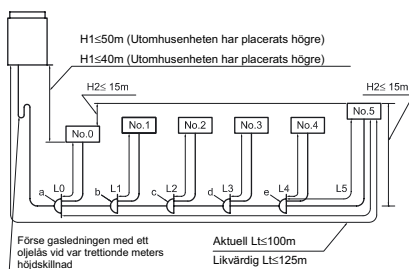 H1≤50m (Utomhusenheten har placerats högre)
H1≤40m (Utomhusenheten har placerats högre)
H2≤ 15m
H2≤ 15m
No.0
No.1
No.2
No.3
No.4
No.5
a
L0
b
L1
c
L2
d
L3
e
L4
L5
Förse gasledningen med ett
oljelås vid var trettionde meters
höjdskillnad
Aktuell Lt≤100m
Likvärdig Lt≤125m